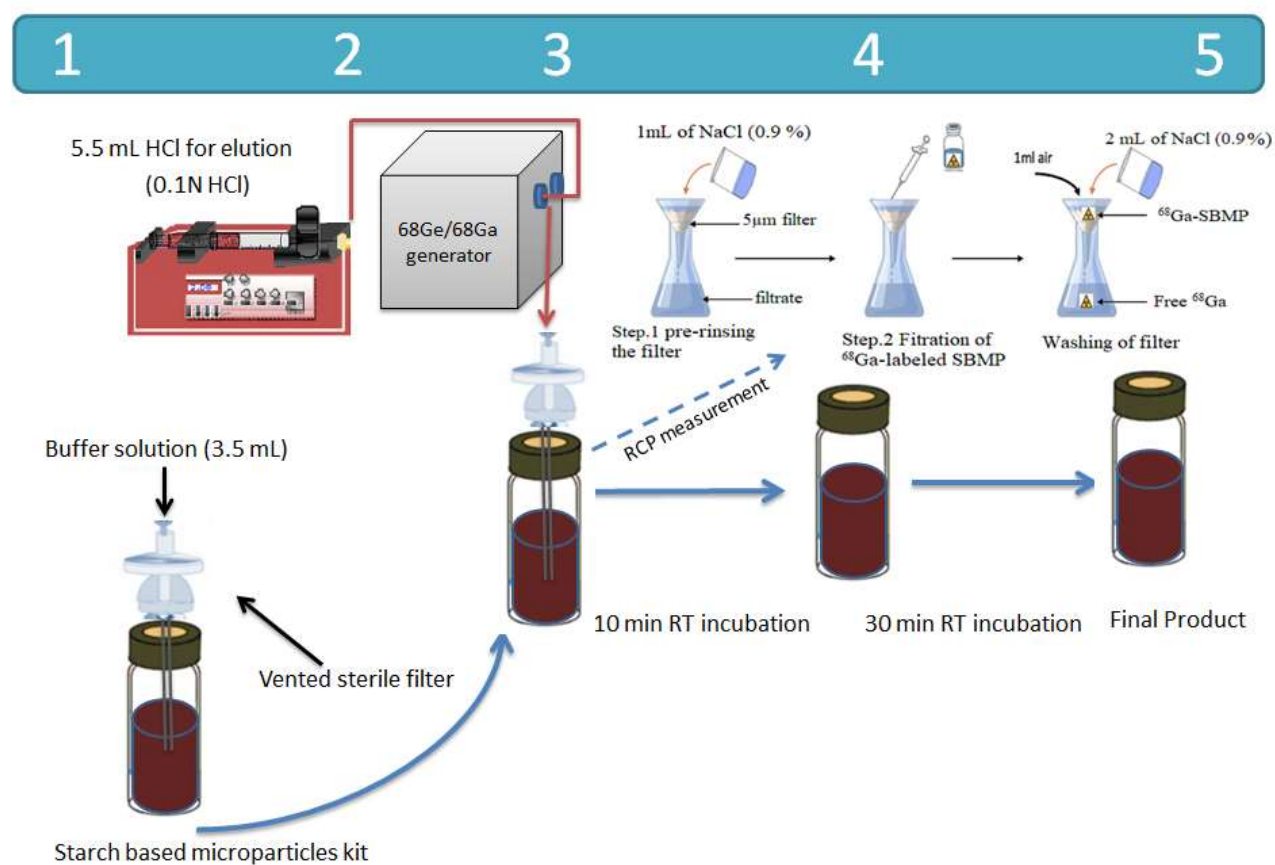 1 2 3 4 5
5.5 mL HCl for elution
(0.1N HCl)
68Ge/68Ga
generator
1mL of NaCl (0.9 %)
5µm filter
filtrate
Step.1 pre-rinsing
the filter
Step.2 Fitration of
⁶⁸Ga-labeled SBMP
1ml air
2 mL of NaCl (0.9%)
⁶⁸Ga-SBMP
Free ⁶⁸Ga
Washing of filter
RCP measurement
Buffer solution (3.5 mL)
Vented sterile filter
10 min RT incubation
30 min RT incubation
Final Product
Starch based microparticles kit